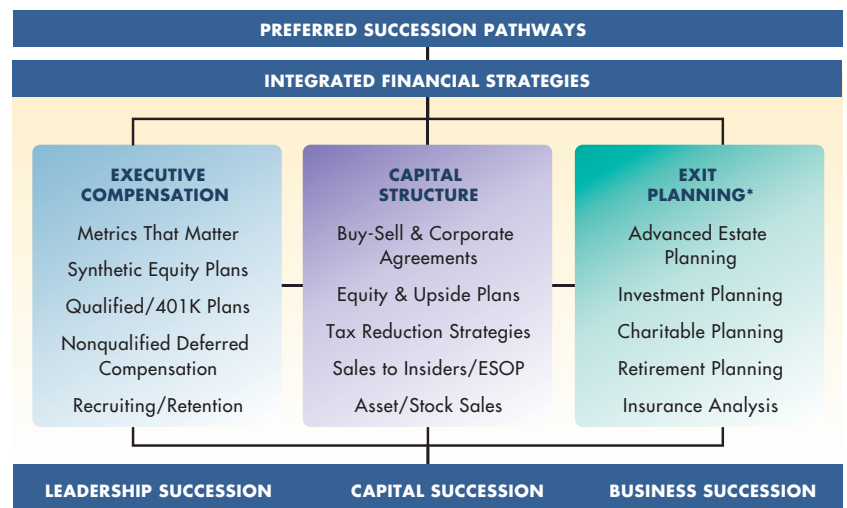 PREFERRED SUCCESSION PATHWAYS
INTEGRATED FINANCIAL STRATEGIES
EXECUTIVE
COMPENSATION
Metrics That Matter
Synthetic Equity Plans
Qualified/401K Plans
Nonqualified Deferred
Compensation
Recruiting/Retention
CAPITAL
STRUCTURE
Buy-Sell & Corporate
Agreements
Equity & Upside Plans
Tax Reduction Strategies
Sales to Insiders/ESOP
Asset/Stock Sales
EXIT
PLANNING*
Advanced Estate
Planning
Investment Planning
Charitable Planning
Retirement Planning
Insurance Analysis
LEADERSHIP SUCCESSION
CAPITAL SUCCESSION
BUSINESS SUCCESSION